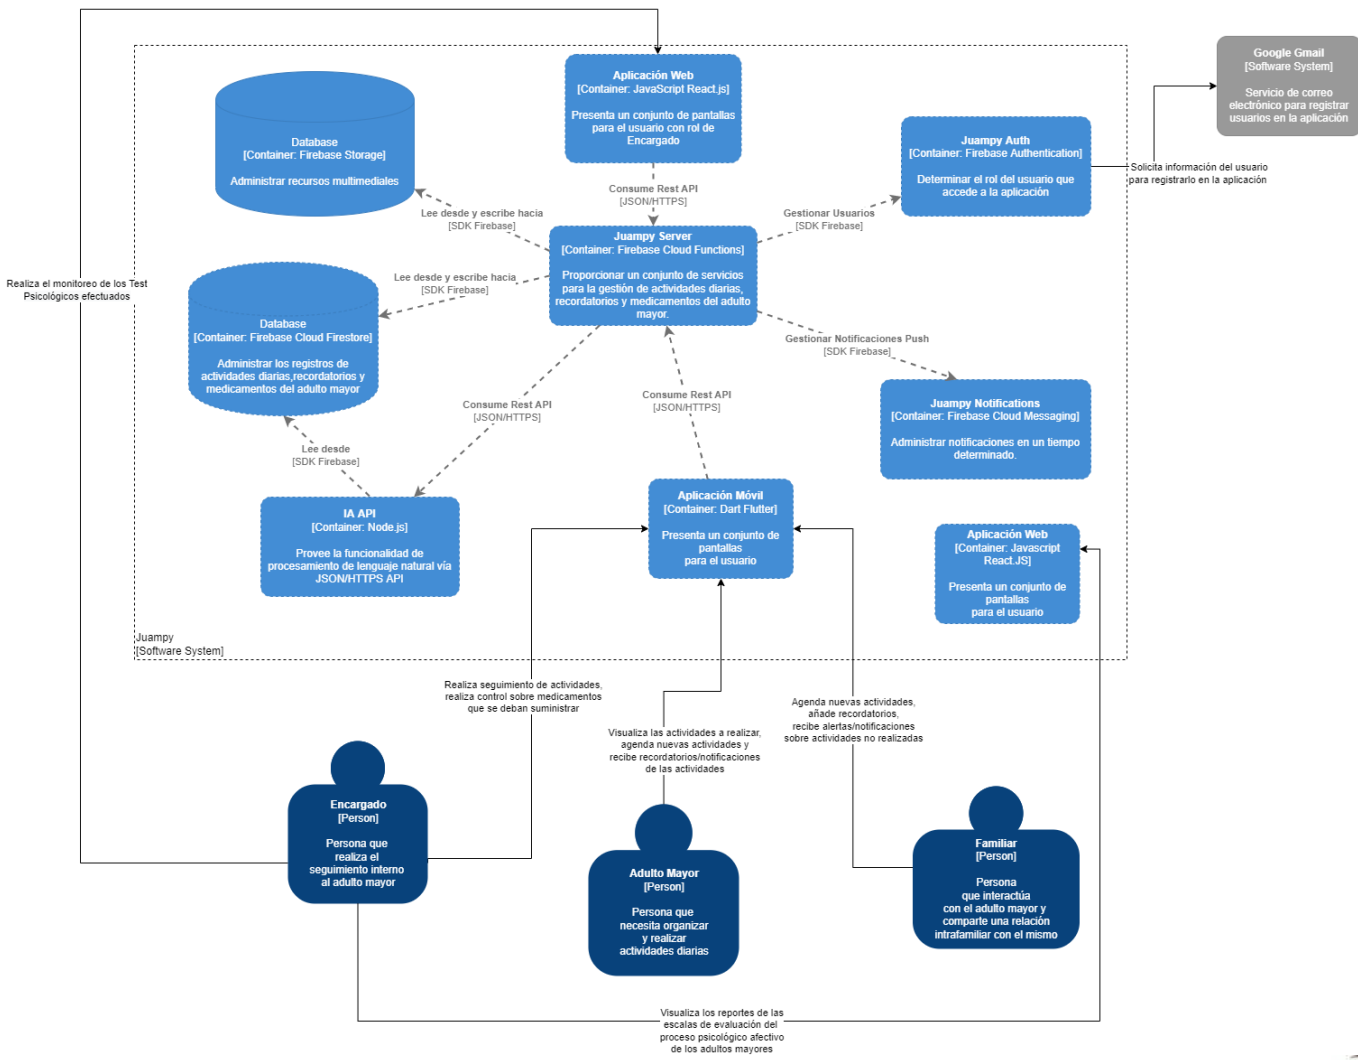 Google Gmail
[Software System]
Servicio de correo
electrónico para registrar
usuarios en la aplicación
Aplicación Web
[Container: JavaScript React.js]
Presenta un conjunto de pantallas
para el usuario con rol de
Encargado
Database
[Container: Firebase Storage]
Administrar recursos multimediales
Juampy Auth
[Container: Firebase Authentication]
Determinar el rol del usuario que
accede a la aplicación
Solicita información del usuario
para registrarlo en la aplicación
Consume Rest API
[JSON/HTTPS]
Lee desde y escribe hacia
[SDK Firebase]
Gestionar Usuarios
[SDK Firebase]
Juampy Server
[Container: Firebase Cloud Functions]
Proporcionar un conjunto de servicios
para la gestión de actividades diarias,
recordatorios y medicamentos del adulto
mayor.
Realiza el monitoreo de los Test
Psicológicos efectuados
Lee desde y escribe hacia
[SDK Firebase]
Database
[Container: Firebase Cloud Firestore]
Administrar los registros de
actividades diarias,recordatorios y
medicamentos del adulto mayor
Gestionar Notificaciones Push
[SDK Firebase]
Consume Rest API
[JSON/HTTPS]
Consume Rest API
[JSON/HTTPS]
Juampy Notifications
[Container: Firebase Cloud Messaging]
Administrar notificaciones en un tiempo
determinado.
Lee desde
[SDK Firebase]
IA API
[Container: Node.js]
Provee la funcionalidad de
procesamiento de lenguaje natural vía
JSON/HTTPS API
Aplicación Móvil
[Container: Dart Flutter]
Presenta un conjunto de
pantallas
para el usuario
Aplicación Web
[Container: Javascript
React.JS]
Presenta un conjunto de
pantallas
para el usuario
Juampy
[Software System]
Realiza seguimiento de actividades,
realiza control sobre medicamentos
que se deban suministrar
Visualiza las actividades a realizar,
agenda nuevas actividades y
recibe recordatorios/notificaciones
de las actividades
Agenda nuevas actividades,
añade recordatorios,
recibe alertas/notificaciones
sobre actividades no realizadas
Encargado
[Person]
Persona que
realiza el
seguimiento interno
al adulto mayor
Adulto Mayor
[Person]
Persona que
necesita organizar
y realizar
actividades diarias
Familiar
[Person]
Persona
que interactúa
con el adulto mayor y
comparte una relación
intrafamiliar con el mismo
Visualiza los reportes de las
escalas de evaluación del
proceso psicológico afectivo
de los adultos mayores